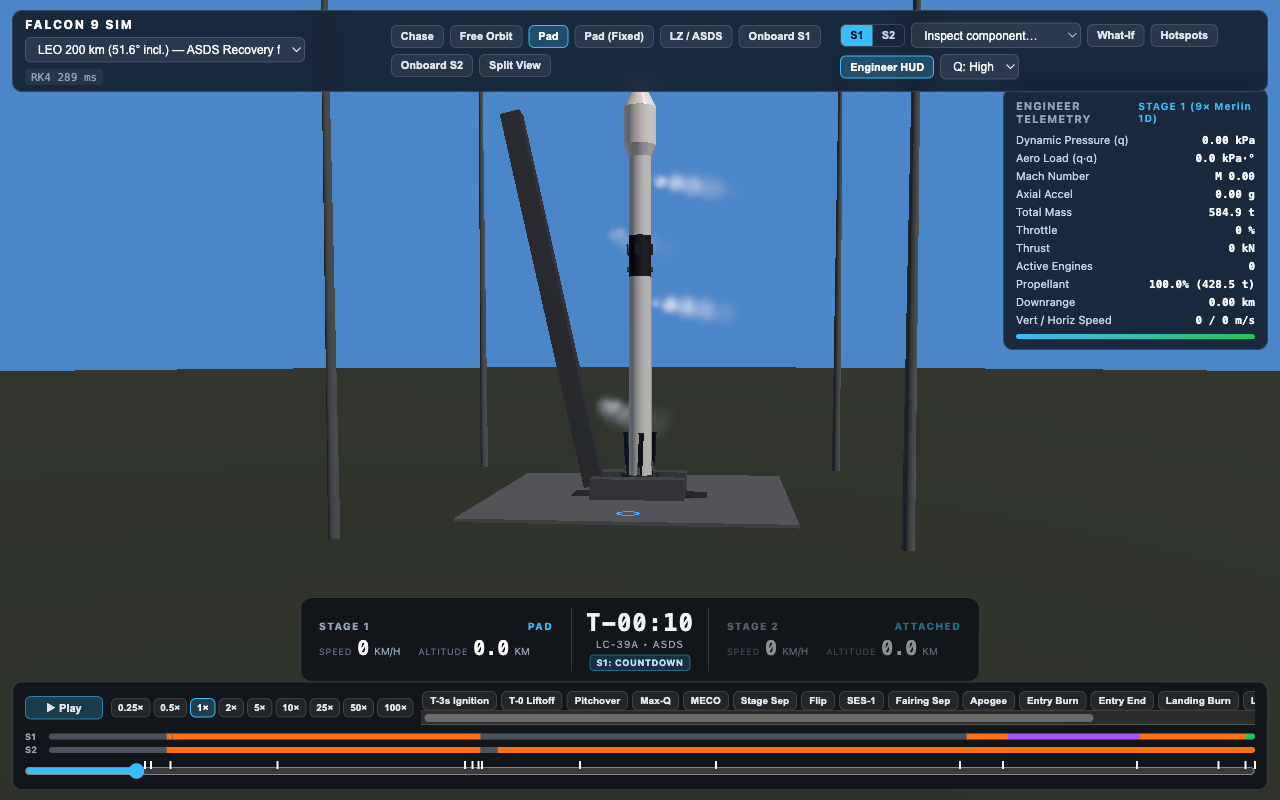 FALCON 9 SIM
LEO 200 km (51.6° incl.) — ASDS Recovery f
RK4 289 ms
Chase
Free Orbit
Pad
Pad (Fixed)
LZ / ASDS
Onboard S1
Onboard S2
Split View
S1
S2
Inspect component...
What-If
Hotspots
Engineer HUD
Q: High
ENGINEER TELEMETRY
STAGE 1 (9× Merlin 1D)
Dynamic Pressure (q) 0.00 kPa
Aero Load (q·α) 0.0 kPa·°
Mach Number M 0.00
Axial Accel 0.00 g
Total Mass 584.9 t
Throttle 0 %
Thrust 0 kN
Active Engines 0
Propellant 100.0% (428.5 t)
Downrange 0.00 km
Vert / Horiz Speed 0 / 0 m/s
STAGE 1 PAD
SPEED 0 KM/H ALTITUDE 0.0 KM
T−00:10
LC-39A • ASDS
S1: COUNTDOWN
STAGE 2 ATTACHED
SPEED 0 KM/H ALTITUDE 0.0 KM
Play
0.25×
0.5×
1×
2×
5×
10×
25×
50×
100×
T-3s Ignition
T-0 Liftoff
Pitchover
Max-Q
MECO
Stage Sep
Flip
SES-1
Fairing Sep
Apogee
Entry Burn
Entry End
Landing Burn
S1
S2